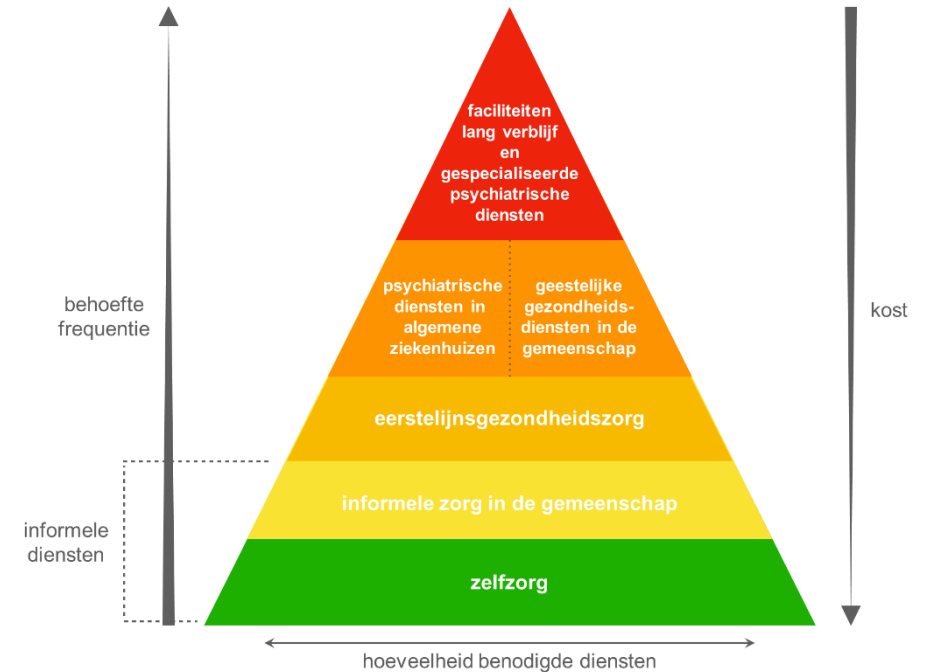 faciliteiten
lang verblijf
en
gespecialiseerde
psychiatrische
diensten
psychiatrische
diensten in
algemene
ziekenhuizen
geestelijke
gezondheids-
diensten in de
gemeenschap
behoefte
frequentie
kost
eerstelijnsgezondheidszorg
informele zorg in de gemeenschap
informele
diensten
zelfzorg
hoeveelheid benodigde diensten